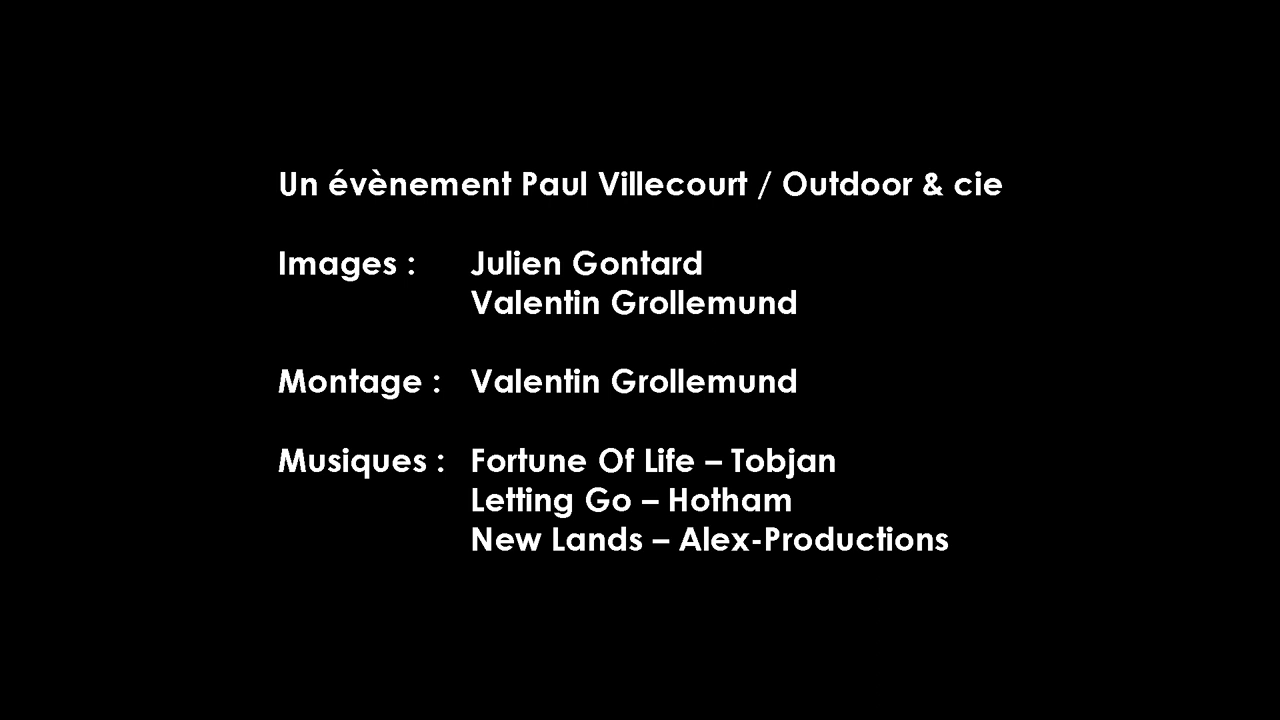 Un évènement Paul Villecourt / Outdoor & cie
Images : Julien Gontard
Valentin Grollemund
Montage : Valentin Grollemund
Musiques : Fortune Of Life – Tobjan
Letting Go – Hotham
New Lands – Alex-Productions